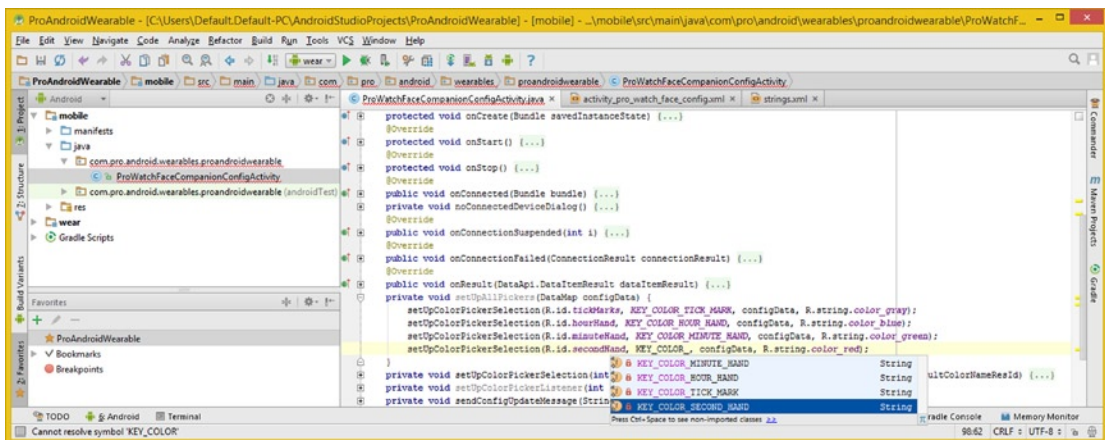 ProAndroidWearable - [C:\Users\Default.Default-PC\AndroidStudioProjects\ProAndroidWearable] - [mobile] - ...\mobile\src\main\java\com\pro\android\wearables\proandroidwearable\ProWatchF...
File Edit View Navigate Code Analyze Refactor Build Run Tools VCS Window Help
wear
ProAndroidWearable mobile src main java com pro android wearables proandroidwearable ProWatchFaceCompanionConfigActivity
Android
ProWatchFaceCompanionConfigActivity.java × activity_pro_watch_face_config.xml × strings.xml ×
1: Project
7: Structure
Build Variants
2: Favorites
mobile
manifests
java
com.pro.android.wearables.proandroidwearable
ProWatchFaceCompanionConfigActivity
com.pro.android.wearables.proandroidwearable (androidTest)
res
wear
Gradle Scripts
Favorites
ProAndroidWearable
Bookmarks
Breakpoints
protected void onCreate(Bundle savedInstanceState) {...}
@Override
protected void onStart() {...}
@Override
protected void onStop() {...}
@Override
public void onConnected(Bundle bundle) {...}
private void noConnectedDeviceDialog() {...}
@Override
public void onConnectionSuspended(int i) {...}
@Override
public void onConnectionFailed(ConnectionResult connectionResult) {...}
@Override
public void onResult(DataApi.DataItemResult dataItemResult) {...}
private void setUpAllPickers(DataMap configData) {
setUpColorPickerSelection(R.id.tickMarks, KEY_COLOR_TICK_MARK, configData, R.string.color_gray);
setUpColorPickerSelection(R.id.hourHand, KEY_COLOR_HOUR_HAND, configData, R.string.color_blue);
setUpColorPickerSelection(R.id.minuteHand, KEY_COLOR_MINUTE_HAND, configData, R.string.color_green);
setUpColorPickerSelection(R.id.secondHand, KEY_COLOR_, configData, R.string.color_red);
}
private void setUpColorPickerSelection(int ultColorNameResId) {...}
private void setUpColorPickerListener(int
private void sendConfigUpdateMessage(Strin
KEY_COLOR_MINUTE_HAND String
KEY_COLOR_HOUR_HAND String
KEY_COLOR_TICK_MARK String
KEY_COLOR_SECOND_HAND String
Press Ctrl+Space to see non-imported classes >> π
Commander
Maven Projects
Gradle
TODO 6: Android Terminal radle Console Memory Monitor
Cannot resolve symbol 'KEY_COLOR' 98:62 CRLF UTF-8